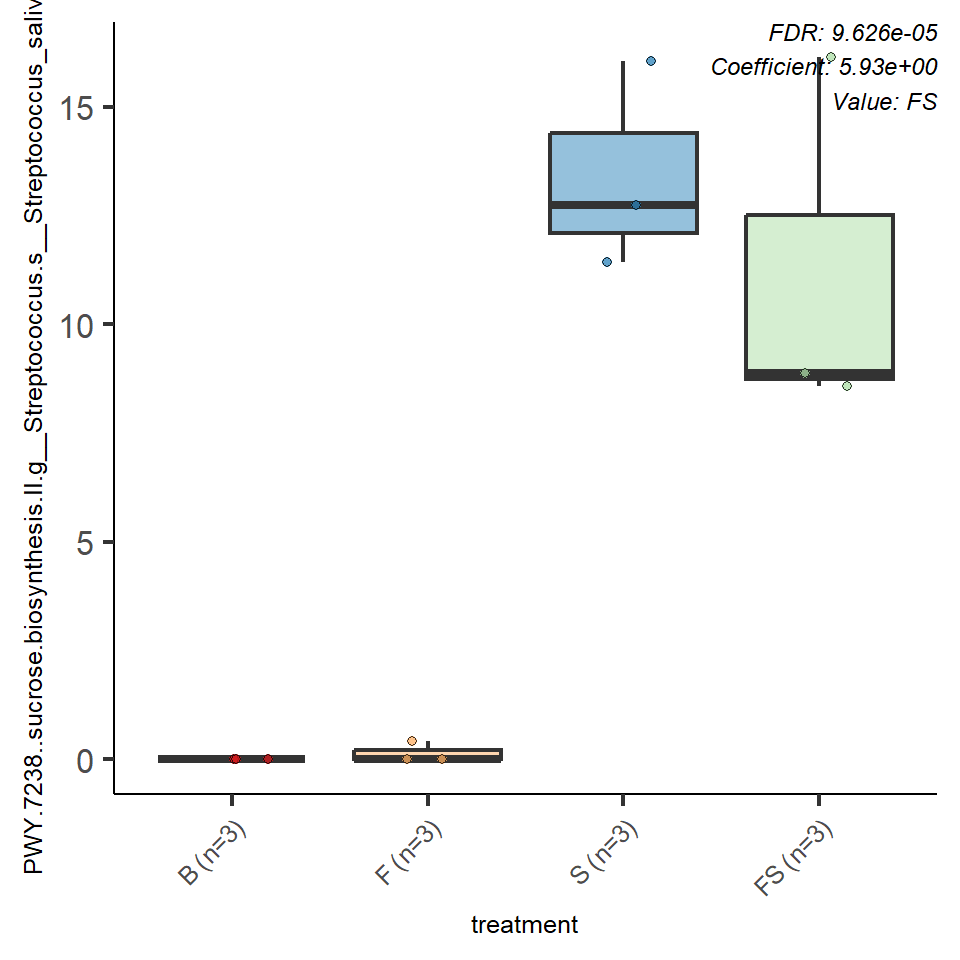 FDR: 9.626e-05
Coefficient: 5.93e+00
Value: FS
PWY.7238..sucrose.biosynthesis.II.g__Streptococcus.s__Streptococcus_saliv
15
10
5
0
B (n=3)
F (n=3)
S (n=3)
FS (n=3)
treatment